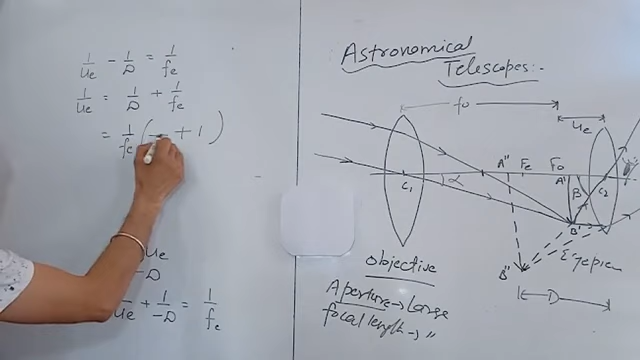 1/ue - 1/D = 1/fe
1/ue = 1/D + 1/fe
= 1/fe ( + 1 )
ue
-D
ue + 1/-D = 1/fe
Astronomical
Telescopes:-
fo
ue
A" Fe Fo A'
C1 α β C2
B'
B"
Eyepiec
D
Objective
Aperture → Large
focal length → "